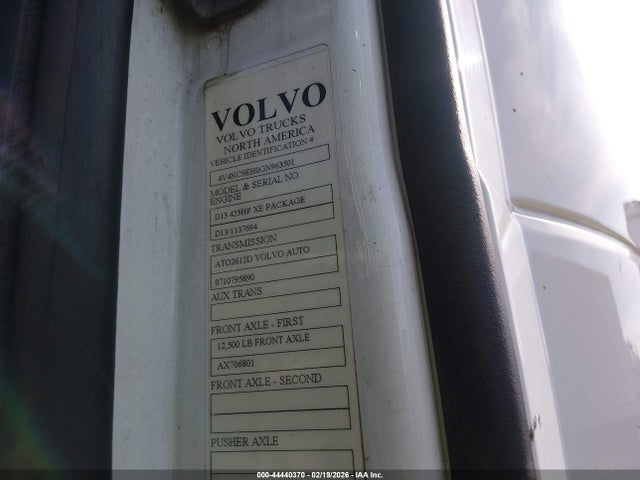 VOLVO
VOLVO TRUCKS
NORTH AMERICA
VEHICLE IDENTIFICATION #
4V4NC9EH0GN963501
MODEL & SERIAL NO.
ENGINE
D13 425HP XE PACKAGE
D13/1137694
TRANSMISSION
ATO2612D VOLVO AUTO
0710795890
AUX TRANS.
FRONT AXLE - FIRST
12,500 LB FRONT AXLE
AX706801
FRONT AXLE - SECOND
PUSHER AXLE
000-44440370 - 02/19/2026 - IAA Inc.